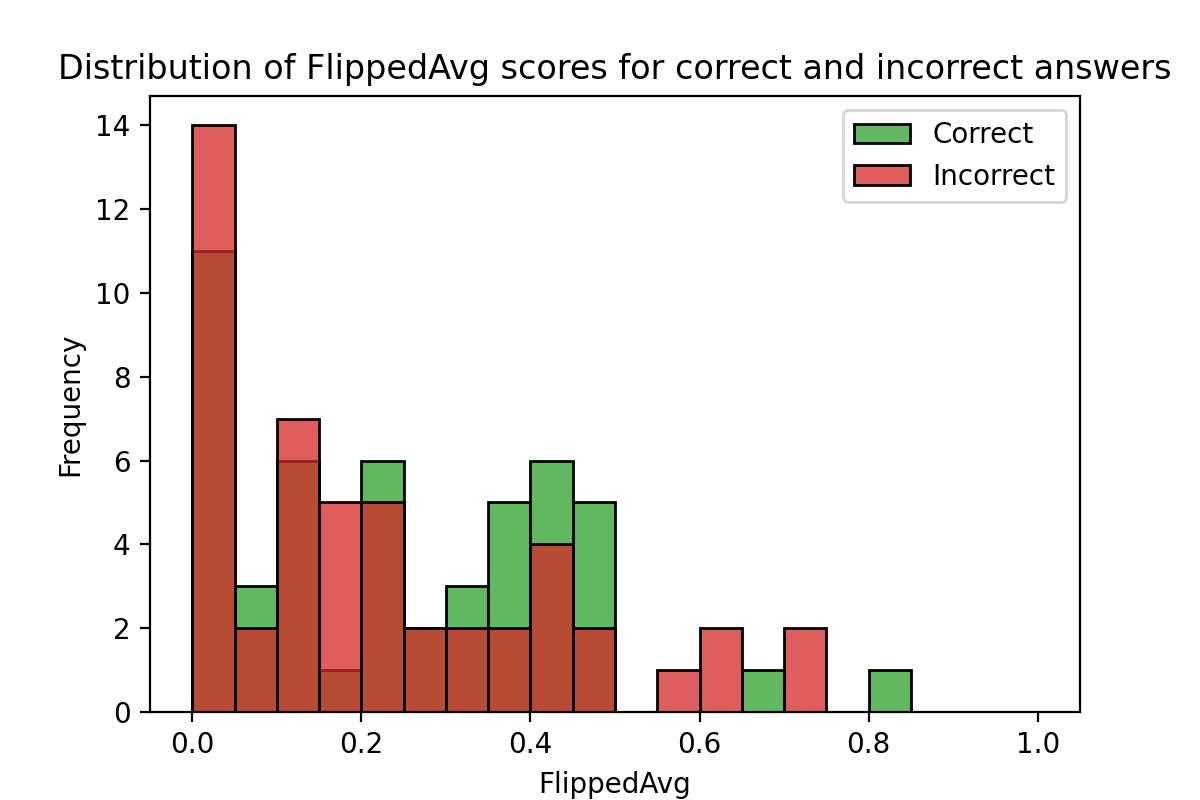 Distribution of FlippedAvg scores for correct and incorrect answers
Correct
Incorrect
14
12
10
8
6
4
2
0
Frequency
0.0 0.2 0.4 0.6 0.8 1.0
FlippedAvg